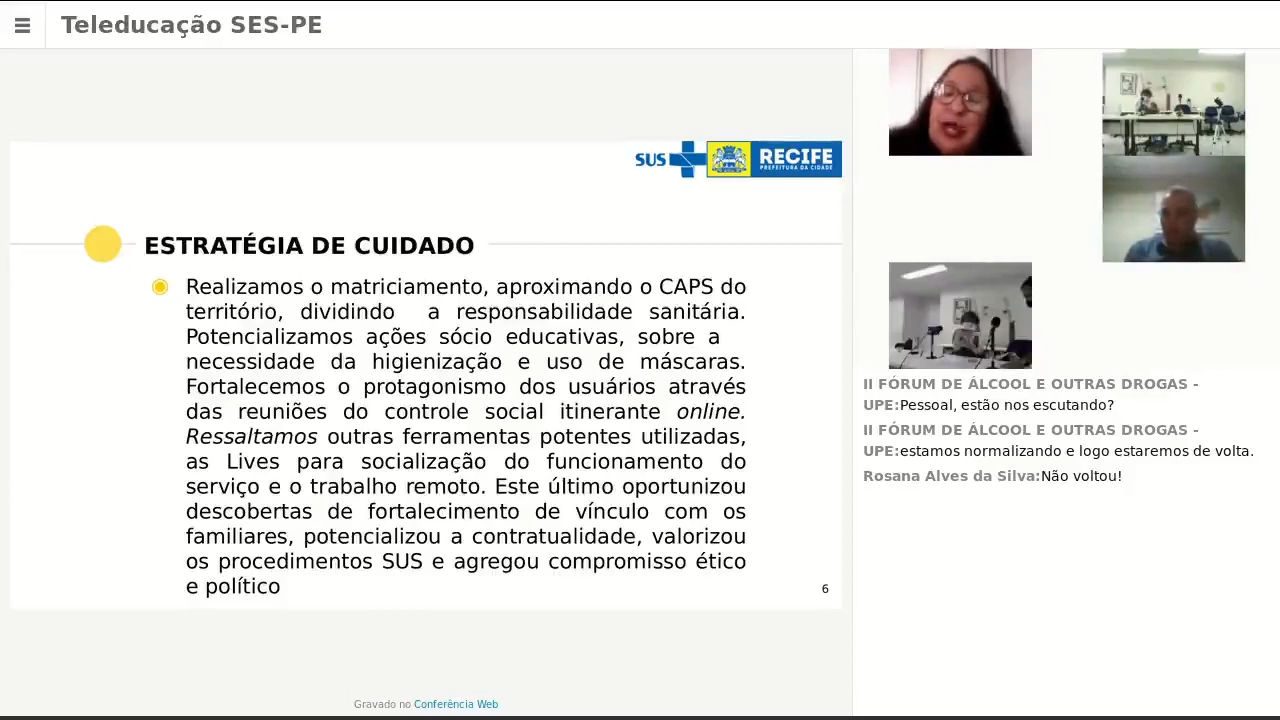 Teleducação SES-PE
SUS
RECIFE
PREFEITURA DA CIDADE
ESTRATÉGIA DE CUIDADO
Realizamos o matriciamento, aproximando o CAPS do
território, dividindo a responsabilidade sanitária.
Potencializamos ações sócio educativas, sobre a
necessidade da higienização e uso de máscaras.
Fortalecemos o protagonismo dos usuários através
das reuniões do controle social itinerante online.
Ressaltamos outras ferramentas potentes utilizadas,
as Lives para socialização do funcionamento do
serviço e o trabalho remoto. Este último oportunizou
descobertas de fortalecimento de vínculo com os
familiares, potencializou a contratualidade, valorizou
os procedimentos SUS e agregou compromisso ético
e político
6
II FÓRUM DE ÁLCOOL E OUTRAS DROGAS -
UPE:Pessoal, estão nos escutando?
II FÓRUM DE ÁLCOOL E OUTRAS DROGAS -
UPE:estamos normalizando e logo estaremos de volta.
Rosana Alves da Silva:Não voltou!
Gravado no Conferência Web